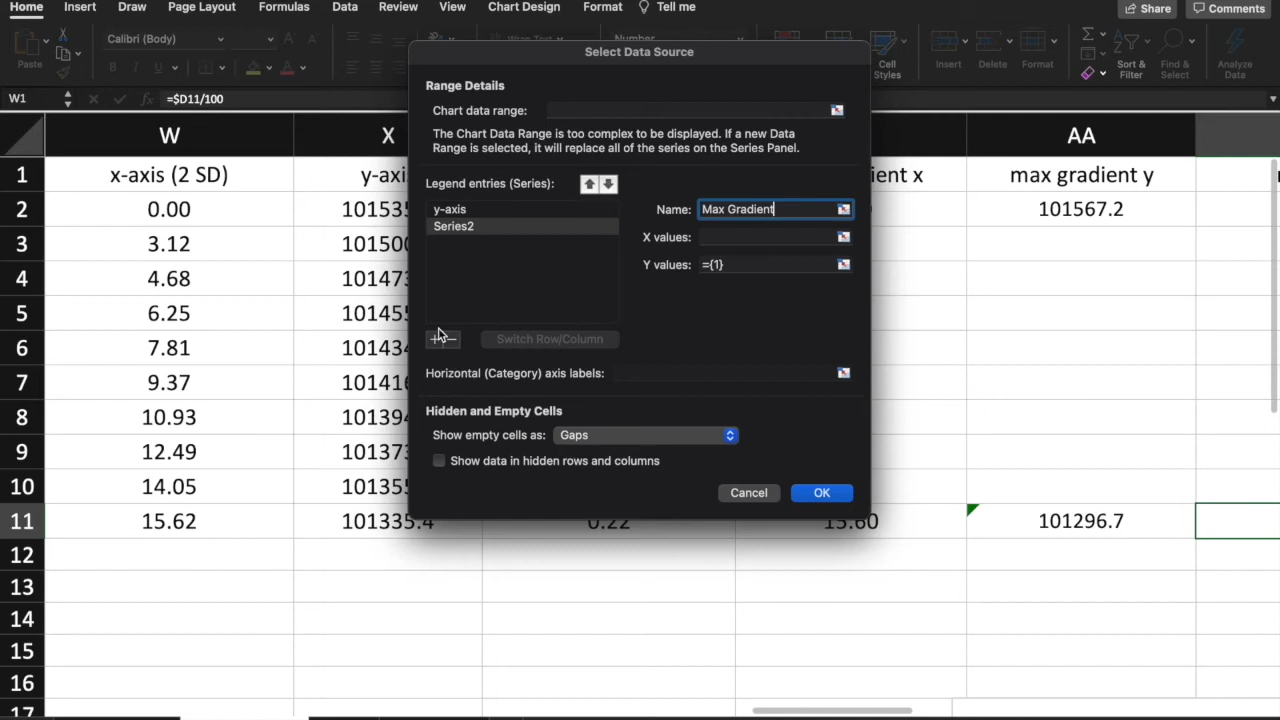 Home Insert Draw Page Layout Formulas Data Review View Chart Design Format Tell me Share Comments
Calibri (Body) Number
Paste Cell Styles Insert Delete Format Sort & Filter Find & Select Analyze Data
B I U
W1 fx =$D11/100
Select Data Source
Range Details
Chart data range:
The Chart Data Range is too complex to be displayed. If a new Data
Range is selected, it will replace all of the series on the Series Panel.
Legend entries (Series):
y-axis
Series2
Name: Max Gradient
X values:
Y values: ={1}
Switch Row/Column
Horizontal (Category) axis labels:
Hidden and Empty Cells
Show empty cells as: Gaps
Show data in hidden rows and columns
Cancel OK
W X AA
1 x-axis (2 SD) max gradient y
2 0.00 101567.2
3 3.12
4 4.68
5 6.25
6 7.81
7 9.37
8 10.93
9 12.49
10 14.05
11 15.62 101335.4 0.22 15.60 101296.7
12
13
14
15
16
17